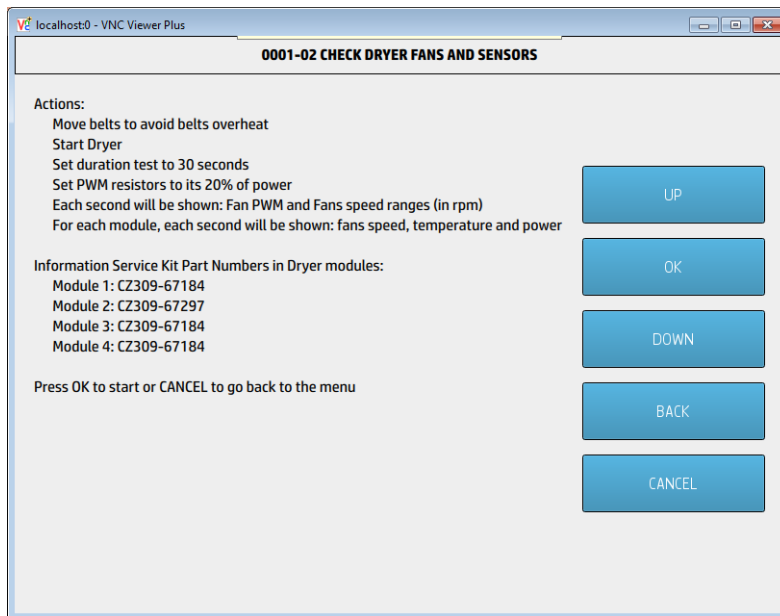 localhost:0 - VNC Viewer Plus
0001-02 CHECK DRYER FANS AND SENSORS
Actions:
Move belts to avoid belts overheat
Start Dryer
Set duration test to 30 seconds
Set PWM resistors to its 20% of power
Each second will be shown: Fan PWM and Fans speed ranges (in rpm)
For each module, each second will be shown: fans speed, temperature and power
Information Service Kit Part Numbers in Dryer modules:
Module 1: CZ309-67184
Module 2: CZ309-67297
Module 3: CZ309-67184
Module 4: CZ309-67184
Press OK to start or CANCEL to go back to the menu
UP
OK
DOWN
BACK
CANCEL